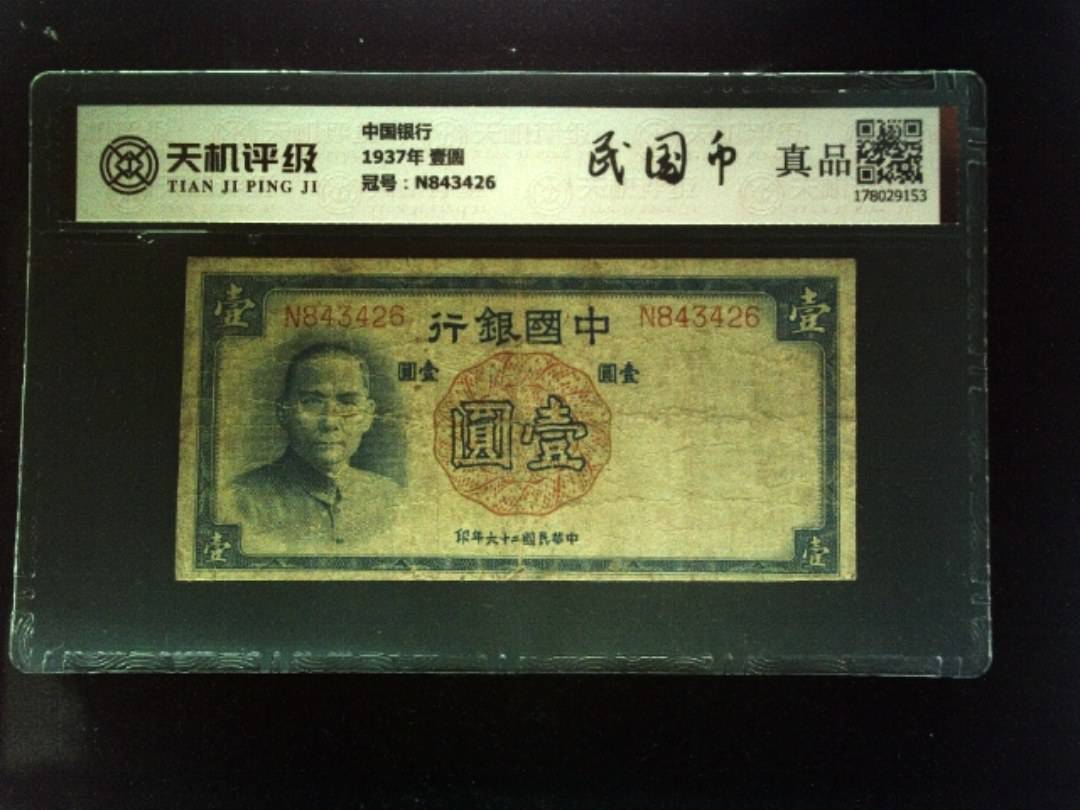 天机评级
TIAN JI PING JI
中国银行
1937年 壹圆
冠号：N843426
民国币
真品
178029153
壹
壹
N843426
行銀國中
N843426
圓壹
圓壹
圓壹
印年六十二國民華中
壹
壹